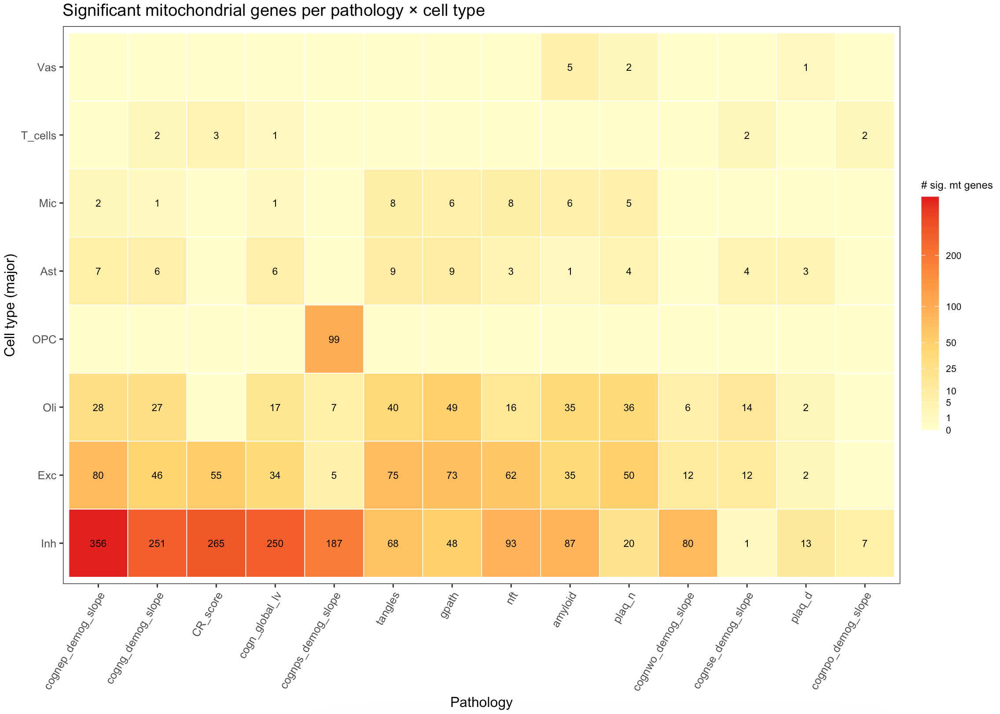 Significant mitochondrial genes per pathology × cell type
Cell type (major)
Vas 5 2 1
T_cells 2 3 1 2 2
Mic 2 1 1 8 6 8 6 5
Ast 7 6 6 9 9 3 1 4 4 3
OPC 99
Oli 28 27 17 7 40 49 16 35 36 6 14 2
Exc 80 46 55 34 5 75 73 62 35 50 12 12 2
Inh 356 251 265 250 187 68 48 93 87 20 80 1 13 7
cognep_demog_slope
cogng_demog_slope
CR_score
cogn_global_lv
cognps_demog_slope
tangles
gpath
nft
amyloid
plaq_n
cognwo_demog_slope
cognse_demog_slope
plaq_d
cognpo_demog_slope
Pathology
# sig. mt genes
200
100
50
25
10
5
1
0